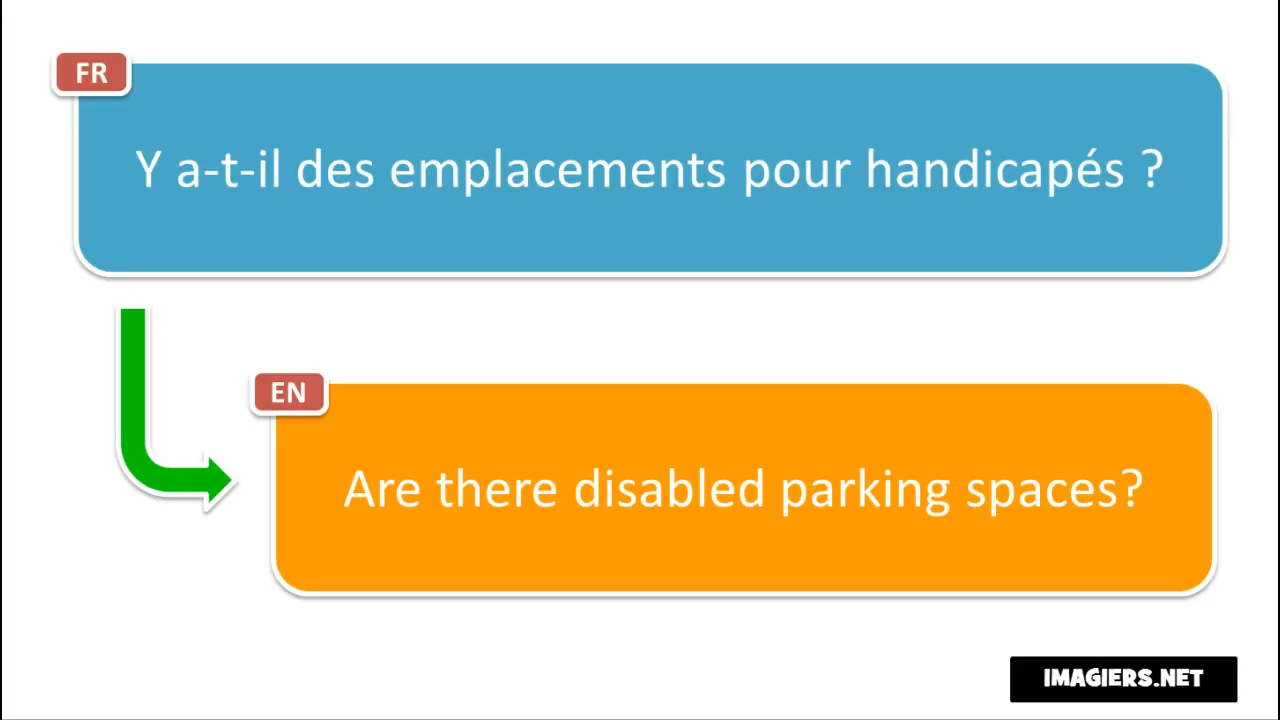 FR
Y a-t-il des emplacements pour handicapés ?
EN
Are there disabled parking spaces?
IMAGIERS.NET